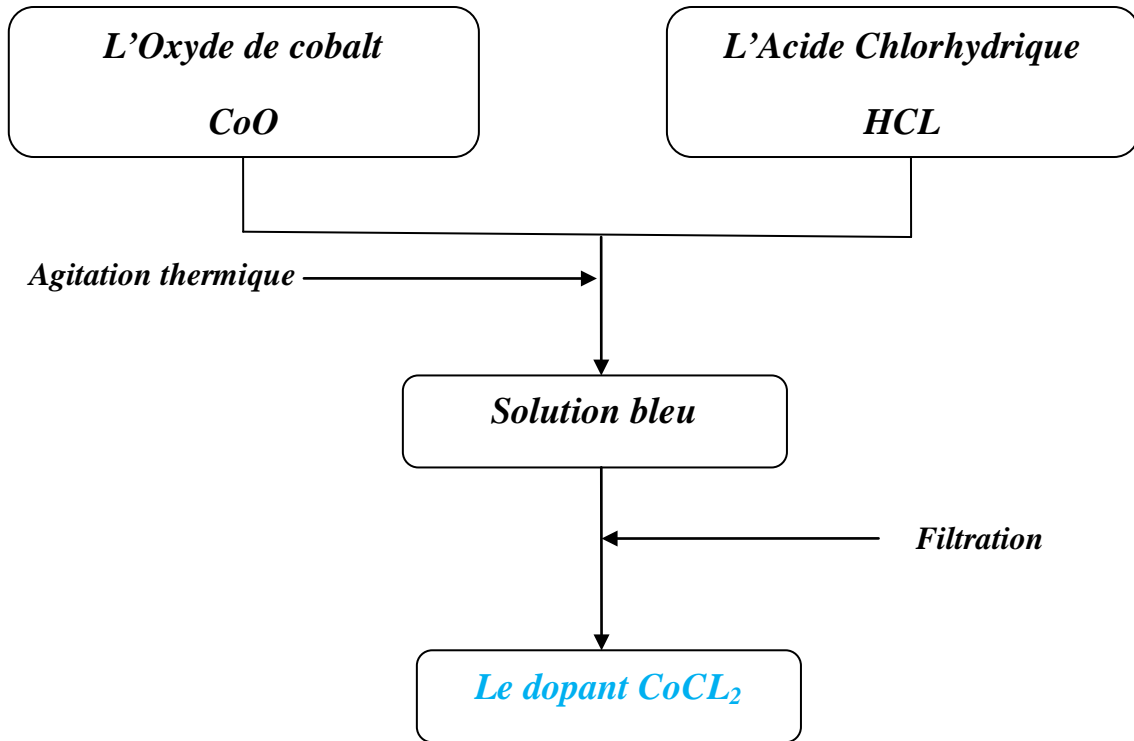 L’Oxyde de cobalt
CoO
L’Acide Chlorhydrique
HCL
Agitation thermique
Solution bleu
Filtration
Le dopant CoCL₂